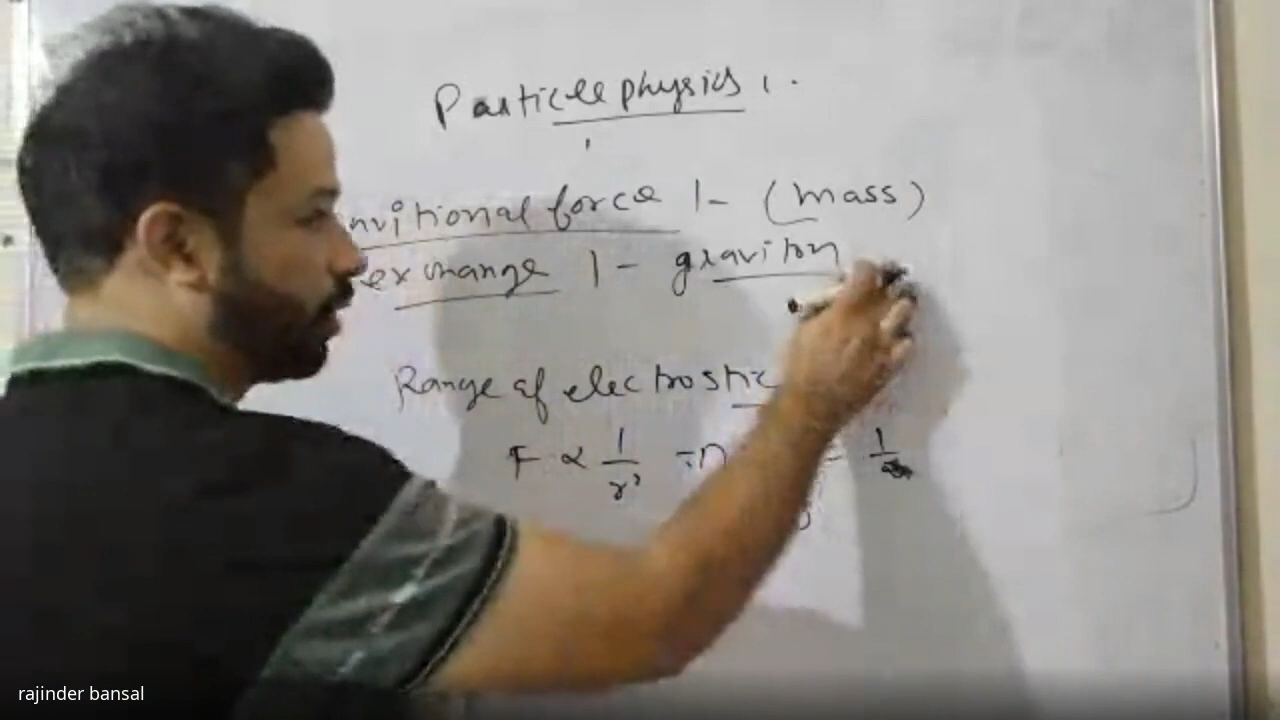 Particle physics :
nvitional force :- (mass)
exchange :- graviton
Range of electrostic
F ∝ 1/r²
rajinder bansal